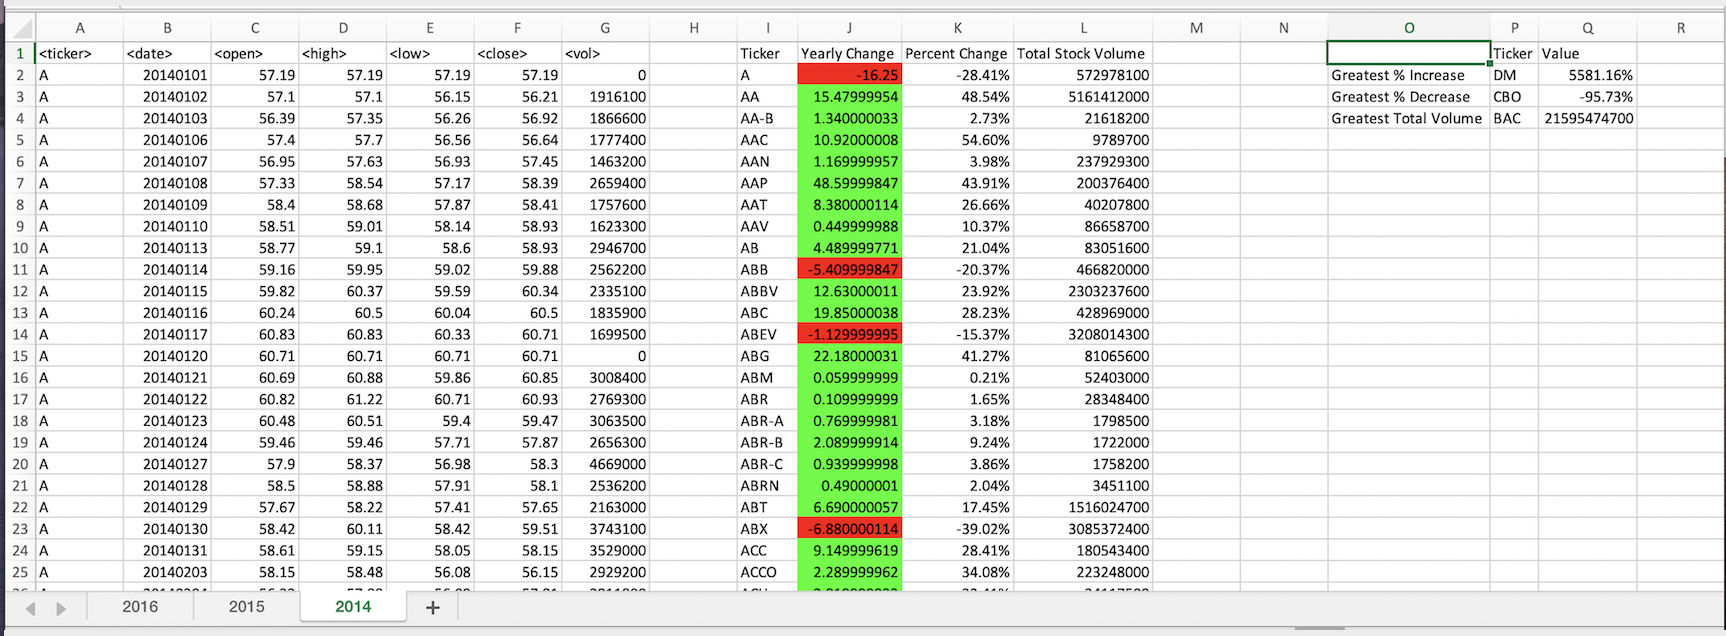 A B C D E F G H I J K L M N O P Q R
1 <ticker> <date> <open> <high> <low> <close> <vol> Ticker Yearly Change Percent Change Total Stock Volume Ticker Value
2 A 20140101 57.19 57.19 57.19 57.19 0 A -16.25 -28.41% 572978100 Greatest % Increase DM 5581.16%
3 A 20140102 57.1 57.1 56.15 56.21 1916100 AA 15.47999954 48.54% 5161412000 Greatest % Decrease CBO -95.73%
4 A 20140103 56.39 57.35 56.26 56.92 1866600 AA-B 1.340000033 2.73% 21618200 Greatest Total Volume BAC 21595474700
5 A 20140106 57.4 57.7 56.56 56.64 1777400 AAC 10.92000008 54.60% 9789700
6 A 20140107 56.95 57.63 56.93 57.45 1463200 AAN 1.169999957 3.98% 237929300
7 A 20140108 57.33 58.54 57.17 58.39 2659400 AAP 48.59999847 43.91% 200376400
8 A 20140109 58.4 58.68 57.87 58.41 1757600 AAT 8.380000114 26.66% 40207800
9 A 20140110 58.51 59.01 58.14 58.93 1623300 AAV 0.449999988 10.37% 86658700
10 A 20140113 58.77 59.1 58.6 58.93 2946700 AB 4.489999771 21.04% 83051600
11 A 20140114 59.16 59.95 59.02 59.88 2562200 ABB -5.409999847 -20.37% 466820000
12 A 20140115 59.82 60.37 59.59 60.34 2335100 ABBV 12.63000011 23.92% 2303237600
13 A 20140116 60.24 60.5 60.04 60.5 1835900 ABC 19.85000038 28.23% 428969000
14 A 20140117 60.83 60.83 60.33 60.71 1699500 ABEV -1.129999995 -15.37% 3208014300
15 A 20140120 60.71 60.71 60.71 60.71 0 ABG 22.18000031 41.27% 81065600
16 A 20140121 60.69 60.88 59.86 60.85 3008400 ABM 0.059999999 0.21% 52403000
17 A 20140122 60.82 61.22 60.71 60.93 2769300 ABR 0.109999999 1.65% 28348400
18 A 20140123 60.48 60.51 59.4 59.47 3063500 ABR-A 0.769999981 3.18% 1798500
19 A 20140124 59.46 59.46 57.71 57.87 2656300 ABR-B 2.089999914 9.24% 1722000
20 A 20140127 57.9 58.37 56.98 58.3 4669000 ABR-C 0.939999998 3.86% 1758200
21 A 20140128 58.5 58.88 57.91 58.1 2536200 ABRN 0.49000001 2.04% 3451100
22 A 20140129 57.67 58.22 57.41 57.65 2163000 ABT 6.690000057 17.45% 1516024700
23 A 20140130 58.42 60.11 58.42 59.51 3743100 ABX -6.880000114 -39.02% 3085372400
24 A 20140131 58.61 59.15 58.05 58.15 3529000 ACC 9.149999619 28.41% 180543400
25 A 20140203 58.15 58.48 56.08 56.15 2929200 ACCO 2.289999962 34.08% 223248000
2016 2015 2014 +